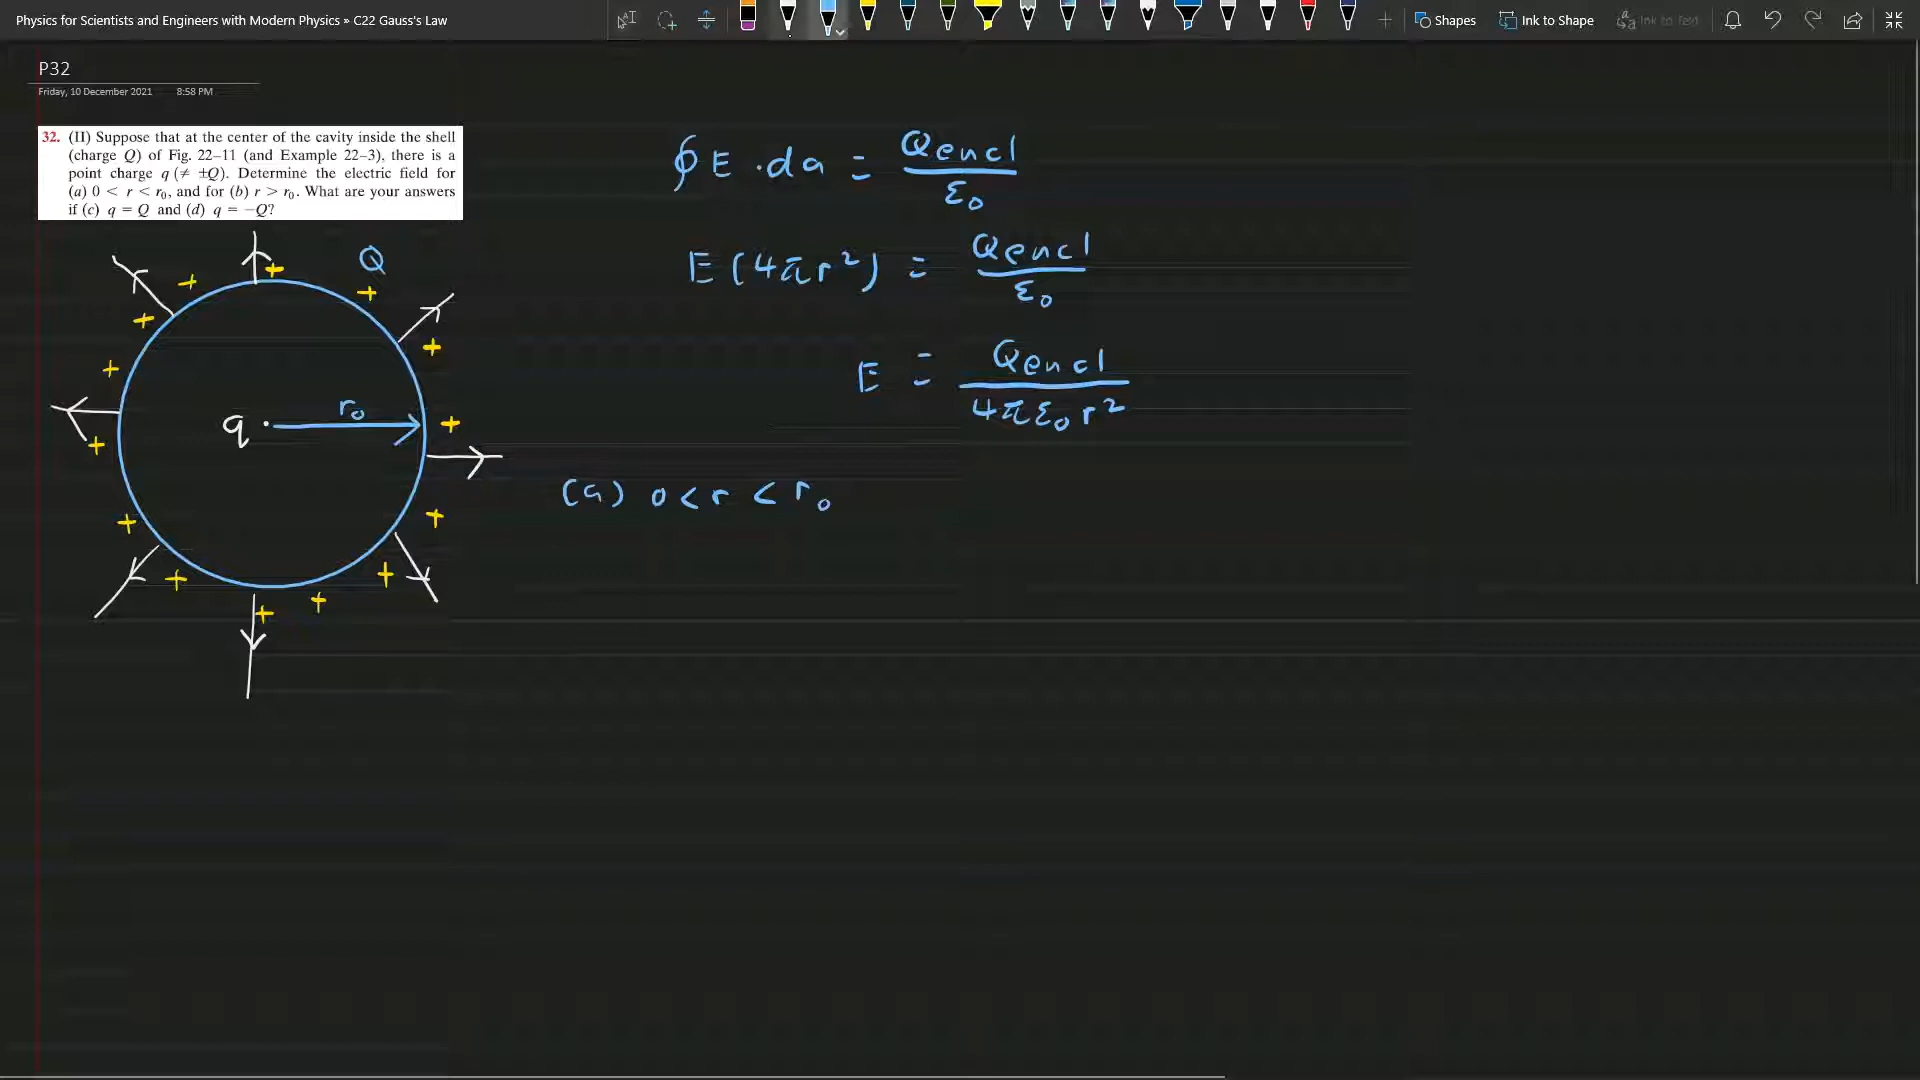 Physics for Scientists and Engineers with Modern Physics » C22 Gauss's Law
Shapes
Ink to Shape
Ink to Text
P32
Friday, 10 December 2021 8:58 PM
32. (II) Suppose that at the center of the cavity inside the shell
(charge Q) of Fig. 22–11 (and Example 22–3), there is a
point charge q (≠ ±Q). Determine the electric field for
(a) 0 < r < r₀, and for (b) r > r₀. What are your answers
if (c) q = Q and (d) q = −Q?
Q
q
r₀
+ + + + + + + + + + + + + + +
∮ E · da = Qencl / ε₀
E (4πr²) = Qencl / ε₀
E = Qencl / 4πε₀r²
(a) 0 < r < r₀